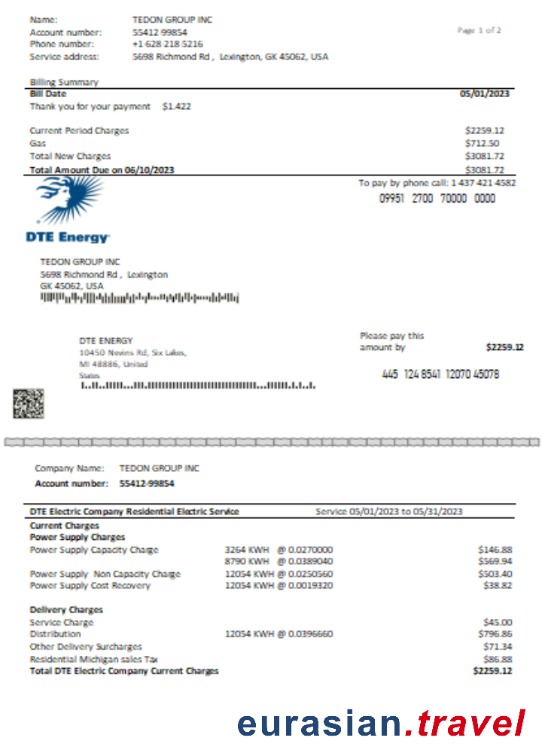 Name: TEDON GROUP INC
Page 1 of 2
Account number: 55412-99854
Phone number: +1 628 218 5216
Service address: 5698 Richmond Rd , Lexington, GK 45062, USA
Billing Summary
Bill Date 05/01/2023
Thank you for your payment $1.422
Current Period Charges $2259.12
Gas $712.50
Total New Charges $3081.72
Total Amount Due on 06/10/2023 $3081.72
To pay by phone call: 1-437-421-4582
09951 2700 70000 0000
DTE Energy
TEDON GROUP INC
5698 Richmond Rd , Lexington
GK 45062, USA
DTE ENERGY
10450 Nevins Rd, Six Lakes,
MI 48886, United
States
Please pay this
amount by $2259.12
445 124 8541 12070 45078
Company Name: TEDON GROUP INC
Account number: 55412-99854
DTE Electric Company Residential Electric Service Service 05/01/2023 to 05/31/2023
Current Charges
Power Supply Charges
Power Supply Capacity Charge 3264 KWH @ 0.0270000 $146.88
8790 KWH @ 0.0389040 $569.94
Power Supply Non Capacity Charge 12054 KWH @ 0.0250560 $503.40
Power Supply Cost Recovery 12054 KWH @ 0.0019320 $38.82
Delivery Charges
Service Charge $45.00
Distribution 12054 KWH @ 0.0396660 $796.86
Other Delivery Surcharges $71.34
Residential Michigan sales Tax $86.88
Total DTE Electric Company Current Charges $2259.12
eurasian.travel